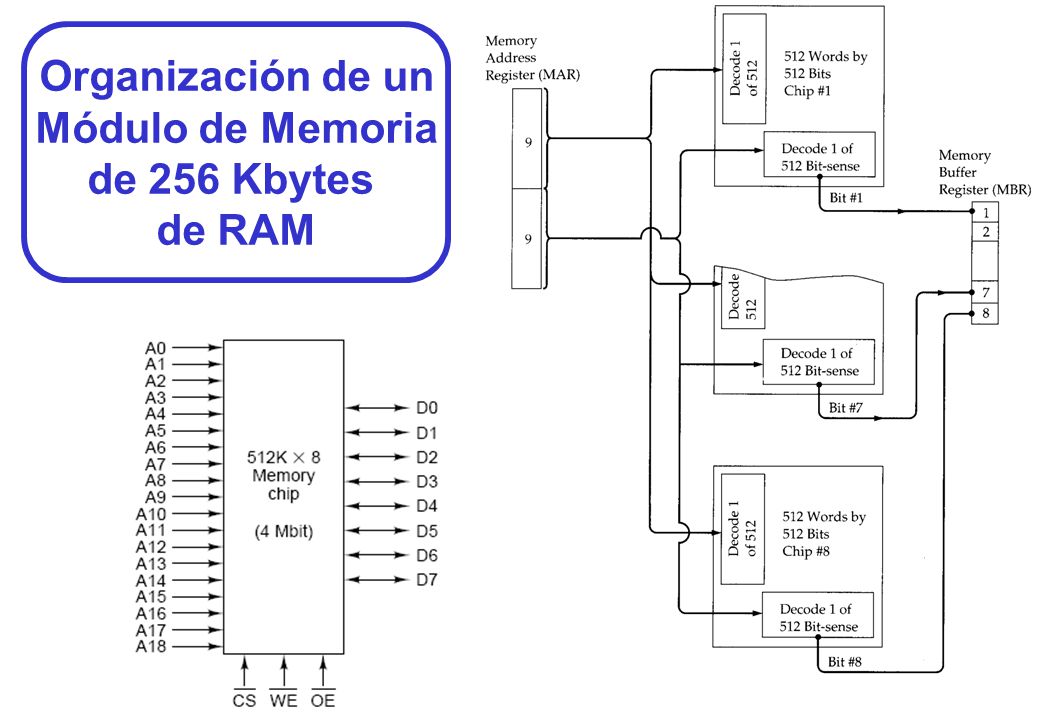 Organización de un
Módulo de Memoria
de 256 Kbytes
de RAM
Memory
Address
Register (MAR)
9
9
Decode 1
of 512
512 Words by
512 Bits
Chip #1
Decode 1 of
512 Bit-sense
Bit #1
Memory
Buffer
Register (MBR)
1
2
7
8
Decode
512
Decode 1 of
512 Bit-sense
Bit #7
Decode 1
of 512
512 Words by
512 Bits
Chip #8
Decode 1 of
512 Bit-sense
Bit #8
A0
A1
A2
A3
A4
A5
A6
A7
A8
A9
A10
A11
A12
A13
A14
A15
A16
A17
A18
512K × 8
Memory
chip
(4 Mbit)
D0
D1
D2
D3
D4
D5
D6
D7
CS WE OE